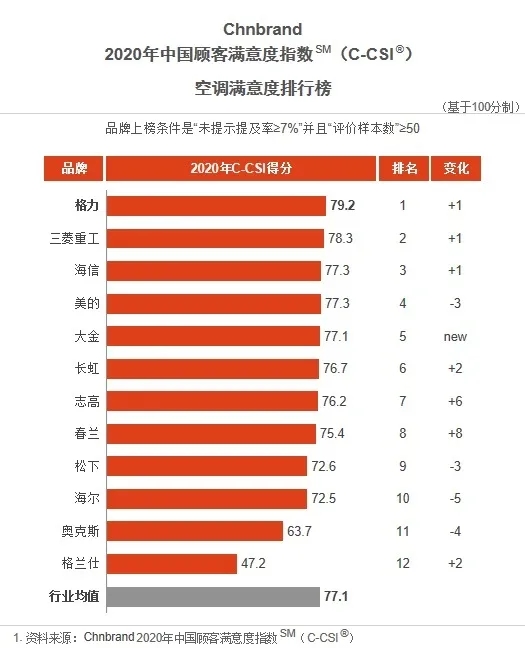 Chnbrand
2020年中国顾客满意度指数SM（C-CSI®）
空调满意度排行榜
（基于100分制）
品牌上榜条件是“未提示提及率≥7%”并且“评价样本数”≥50
品牌 2020年C-CSI得分 排名 变化
格力 79.2 1 +1
三菱重工 78.3 2 +1
海信 77.3 3 +1
美的 77.3 4 -3
大金 77.1 5 new
长虹 76.7 6 +2
志高 76.2 7 +6
春兰 75.4 8 +8
松下 72.6 9 -3
海尔 72.5 10 -5
奥克斯 63.7 11 -4
格兰仕 47.2 12 +2
行业均值 77.1
1. 资料来源：Chnbrand 2020年中国顾客满意度指数SM（C-CSI®）